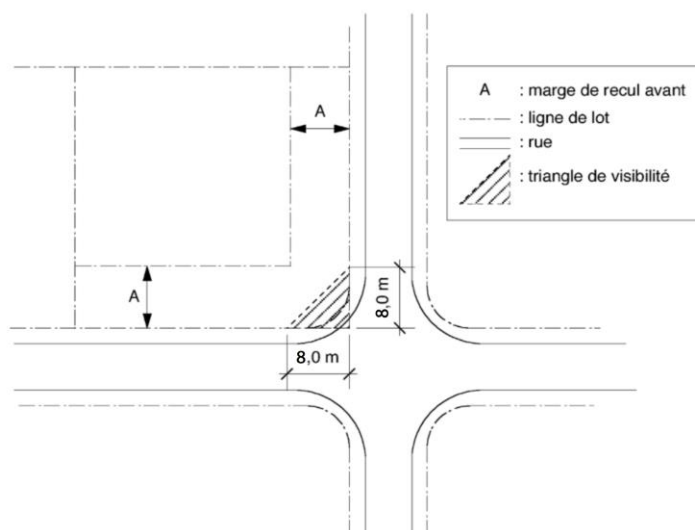 A
A : marge de recul avant
: ligne de lot
: rue
: triangle de visibilité
A
8,0 m
8,0 m